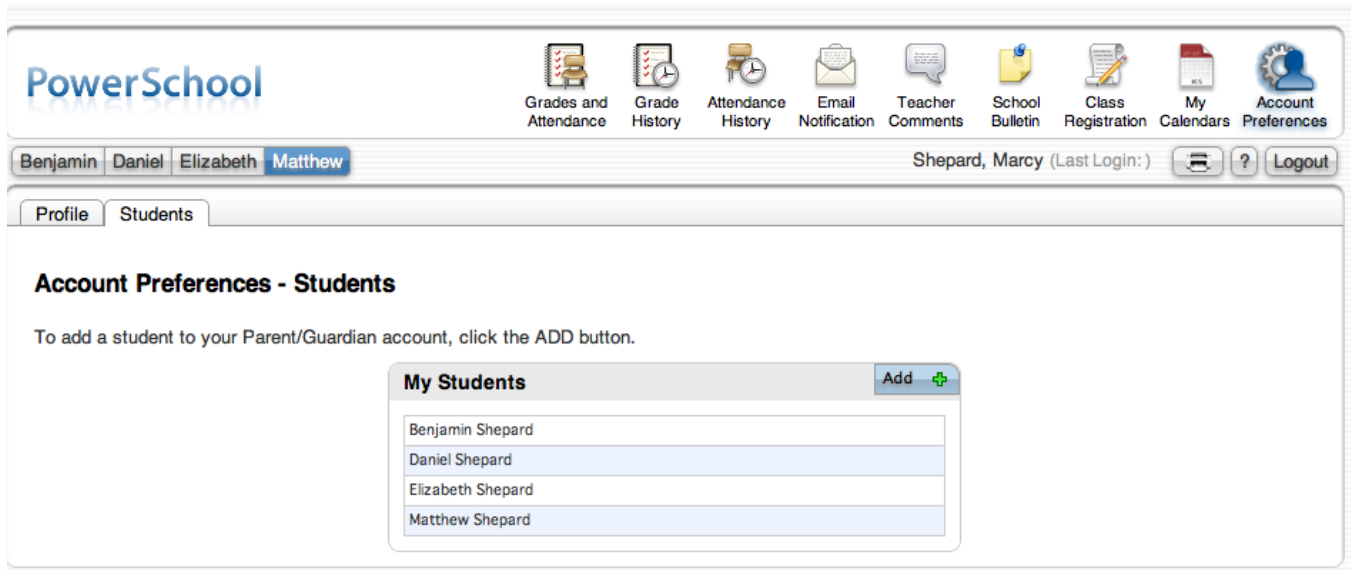 PowerSchool
Grades and Attendance
Grade History
Attendance History
Email Notification
Teacher Comments
School Bulletin
Class Registration
My Calendars
Account Preferences
Benjamin Daniel Elizabeth Matthew
Shepard, Marcy (Last Login: )
? Logout
Profile Students
Account Preferences - Students
To add a student to your Parent/Guardian account, click the ADD button.
My Students Add
Benjamin Shepard
Daniel Shepard
Elizabeth Shepard
Matthew Shepard